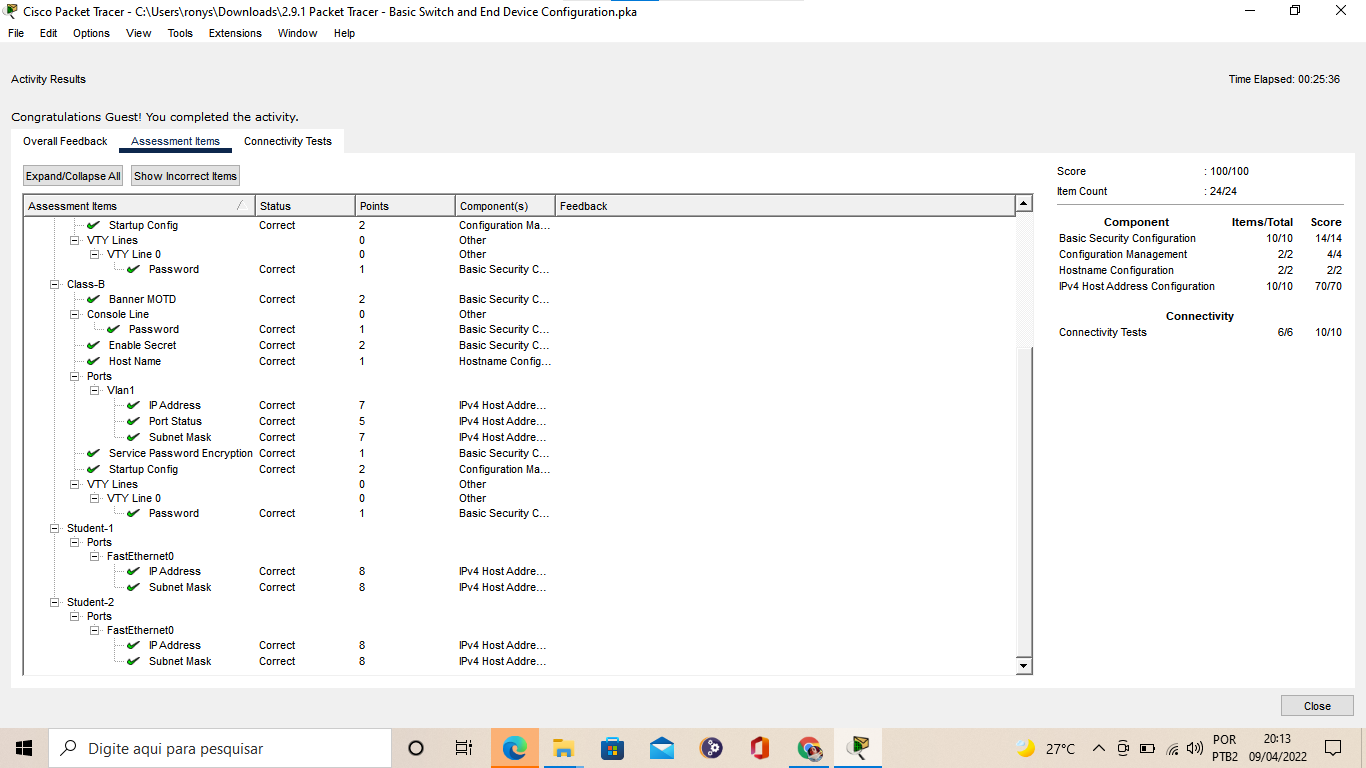 Cisco Packet Tracer - C:\Users\ronys\Downloads\2.9.1 Packet Tracer - Basic Switch and End Device Configuration.pka
File Edit Options View Tools Extensions Window Help
Activity Results
Time Elapsed: 00:25:36
Congratulations Guest! You completed the activity.
Overall Feedback Assessment Items Connectivity Tests
Expand/Collapse All Show Incorrect Items
Assessment Items Status Points Component(s) Feedback
Startup Config Correct 2 Configuration Ma...
VTY Lines 0 Other
VTY Line 0 0 Other
Password Correct 1 Basic Security C...
Class-B
Banner MOTD Correct 2 Basic Security C...
Console Line 0 Other
Password Correct 1 Basic Security C...
Enable Secret Correct 2 Basic Security C...
Host Name Correct 1 Hostname Config...
Ports
Vlan1
IP Address Correct 7 IPv4 Host Addre...
Port Status Correct 5 IPv4 Host Addre...
Subnet Mask Correct 7 IPv4 Host Addre...
Service Password Encryption Correct 1 Basic Security C...
Startup Config Correct 2 Configuration Ma...
VTY Lines 0 Other
VTY Line 0 0 Other
Password Correct 1 Basic Security C...
Student-1
Ports
FastEthernet0
IP Address Correct 8 IPv4 Host Addre...
Subnet Mask Correct 8 IPv4 Host Addre...
Student-2
Ports
FastEthernet0
IP Address Correct 8 IPv4 Host Addre...
Subnet Mask Correct 8 IPv4 Host Addre...
Score : 100/100
Item Count : 24/24
Component Items/Total Score
Basic Security Configuration 10/10 14/14
Configuration Management 2/2 4/4
Hostname Configuration 2/2 2/2
IPv4 Host Address Configuration 10/10 70/70
Connectivity
Connectivity Tests 6/6 10/10
Close
Digite aqui para pesquisar
27°C
POR
PTB2
20:13
09/04/2022